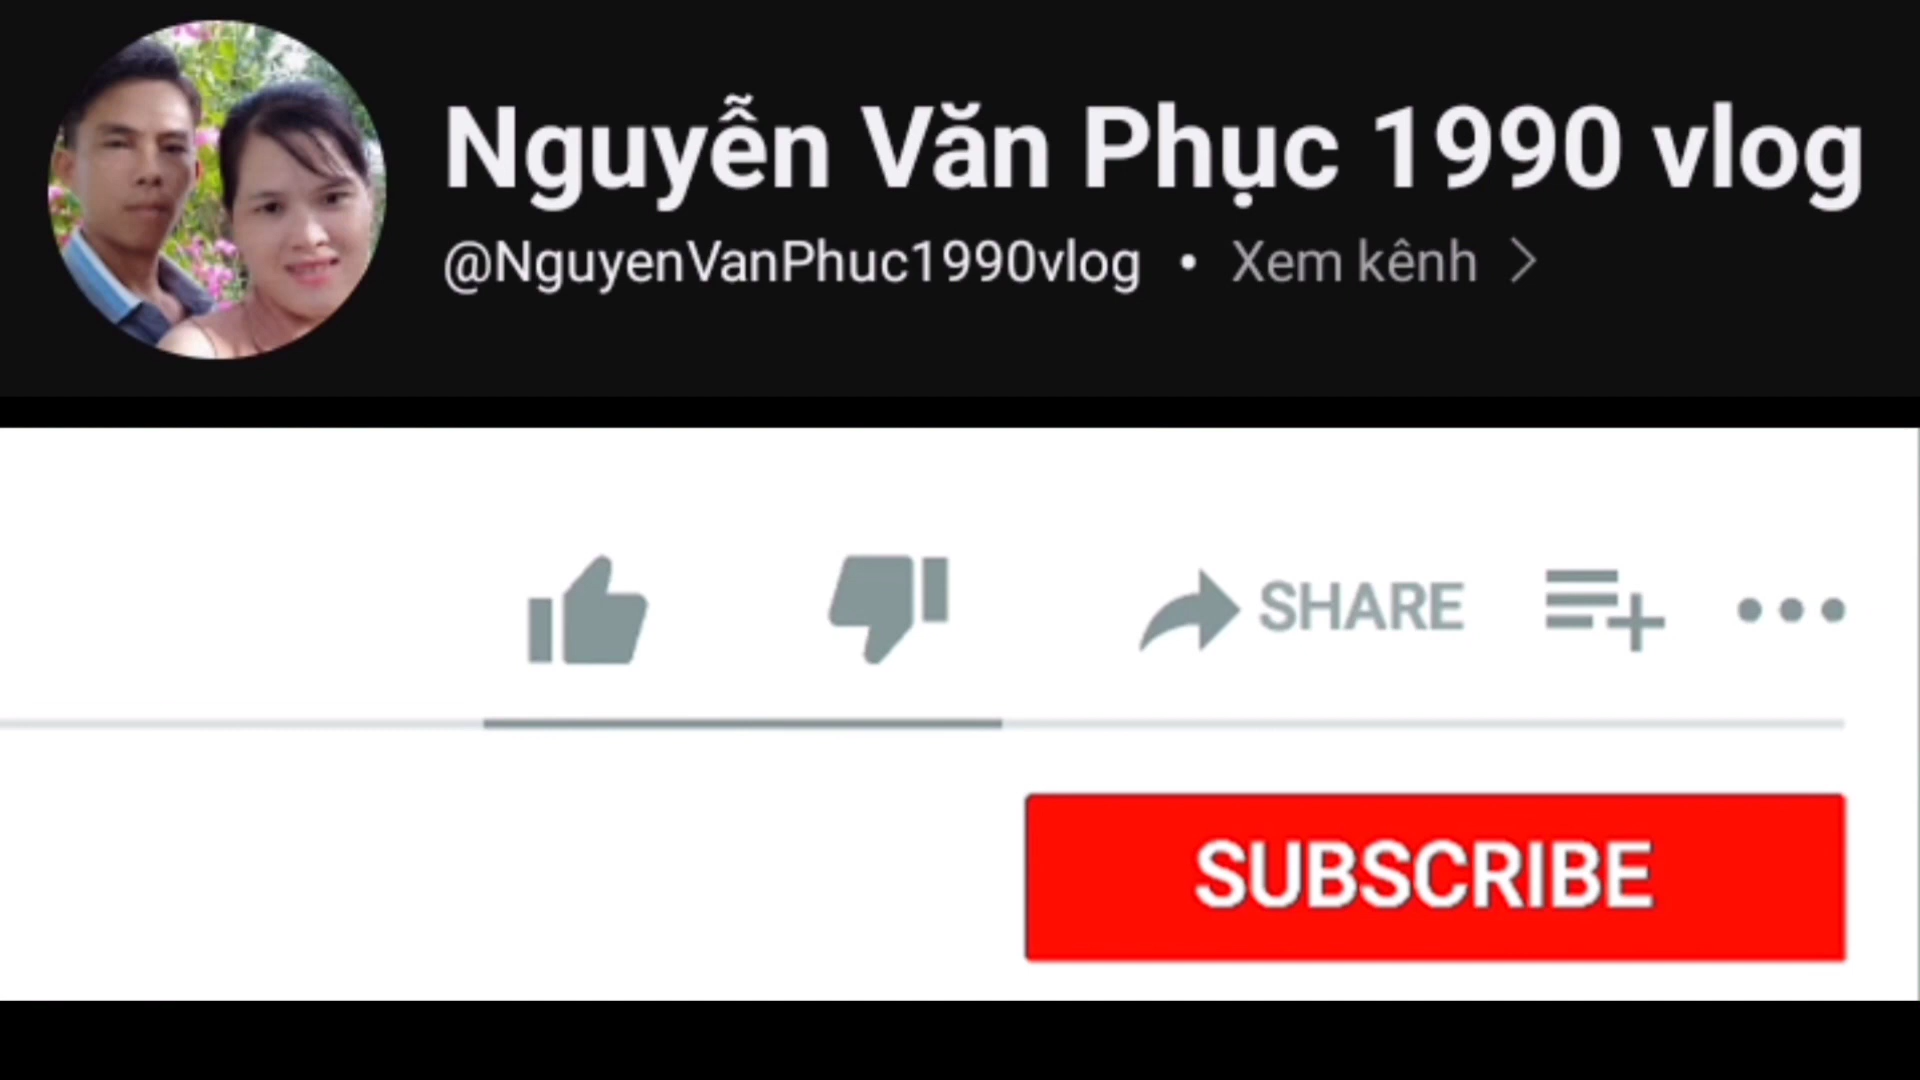 Nguyễn Văn Phục 1990 vlog
@NguyenVanPhuc1990vlog • Xem kênh >
SHARE
SUBSCRIBE